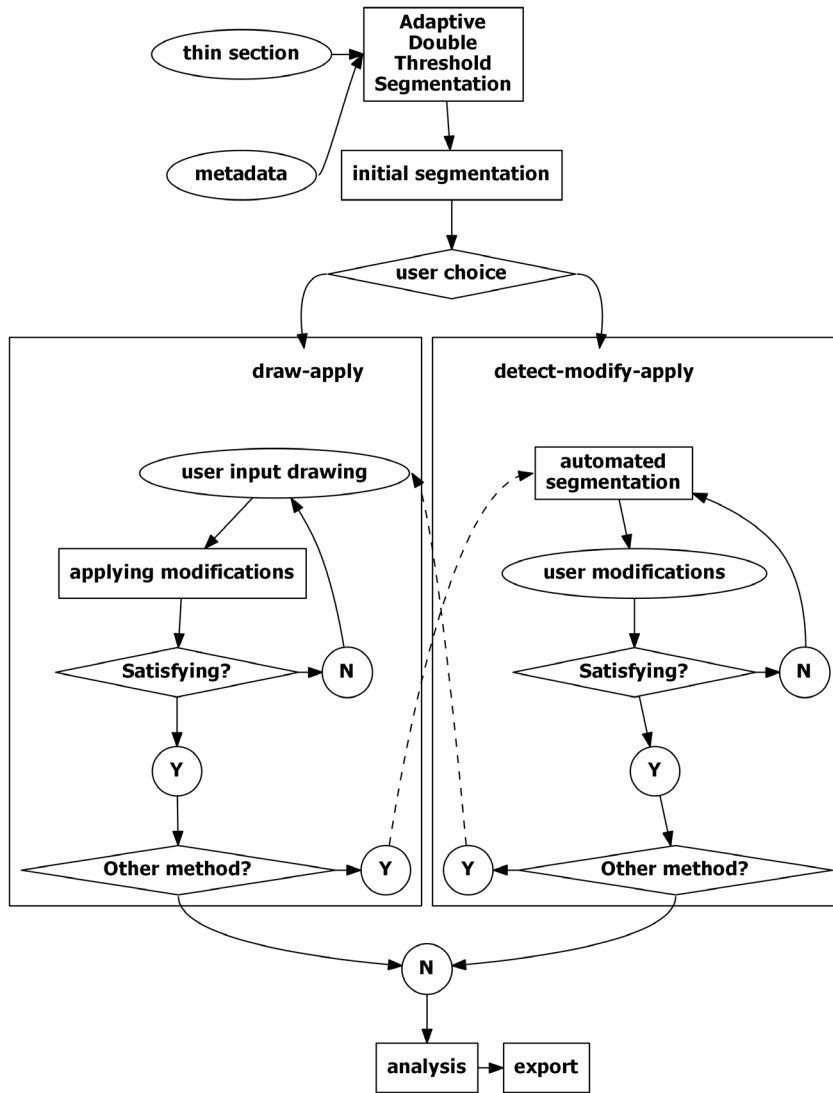 thin section
Adaptive
Double
Threshold
Segmentation
metadata
initial segmentation
user choice
draw-apply
user input drawing
applying modifications
Satisfying?
N
Y
Other method?
Y
detect-modify-apply
automated
segmentation
user modifications
Satisfying?
N
Y
Other method?
Y
N
analysis
export